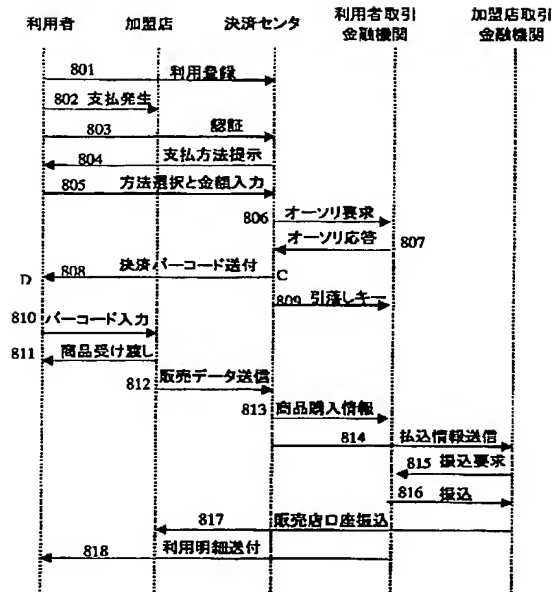 利用者 加盟店 決済センタ 利用者取引金融機関 加盟店取引金融機関
801 利用登録
802 支払発生
803 認証
804 支払方法提示
805 方法選択と金額入力
806 オーソリ要求
オーソリ応答 807
D 808 決済バーコード送付 C
809 引落しキー
810 バーコード入力
811 商品受け渡し
812 販売データ送信
813 商品購入情報
814 払込情報送信
815 振込要求
816 振込
817 販売店口座振込
818 利用明細送付